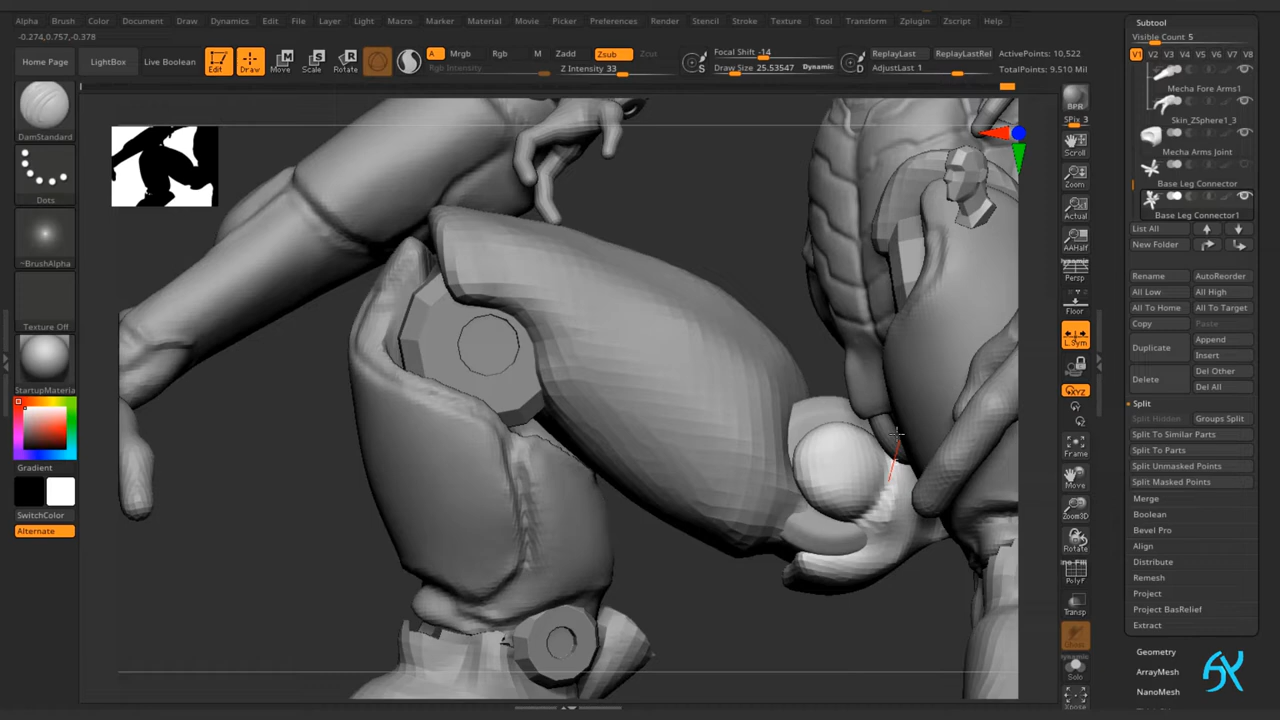 Alpha Brush Color Document Draw Dynamics Edit File Layer Light Macro Marker Material Movie Picker Preferences Render Stencil Stroke Texture Tool Transform Zplugin Zscript Help
-0.274,0.757,-0.378
Home Page LightBox Live Boolean Edit Draw Move Scale Rotate A Mrgb Rgb M Zadd Zsub Zcut
Rgb Intensity Z Intensity 33
S Focal Shift -14
Draw Size 25.53547 Dynamic
D ReplayLast ReplayLastRel
AdjustLast 1
ActivePoints: 10,522
TotalPoints: 9.510 Mil
DamStandard
Dots
~BrushAlpha
Texture Off
StartupMateria
Gradient
SwitchColor
Alternate
BPR
SPix 3
Scroll
Zoom
Actual
AAHalf
Dynamic
Persp
Floor
L.Sym
XYZ
Frame
Move
Zoom3D
Rotate
PolyF
Transp
Ghost
Dynamic
Solo
Xpose
Subtool
Visible Count 5
V1 V2 V3 V4 V5 V6 V7 V8
Mecha Fore Arms1
Skin_ZSphere1_3
Mecha Arms Joint
Base Leg Connector
Base Leg Connector1
List All
New Folder
Rename AutoReorder
All Low All High
All To Home All To Target
Copy Paste
Duplicate Append
Insert
Delete Del Other
Del All
Split
Split Hidden Groups Split
Split To Similar Parts
Split To Parts
Split Unmasked Points
Split Masked Points
Merge
Boolean
Bevel Pro
Align
Distribute
Remesh
Project
Project BasRelief
Extract
Geometry
ArrayMesh
NanoMesh